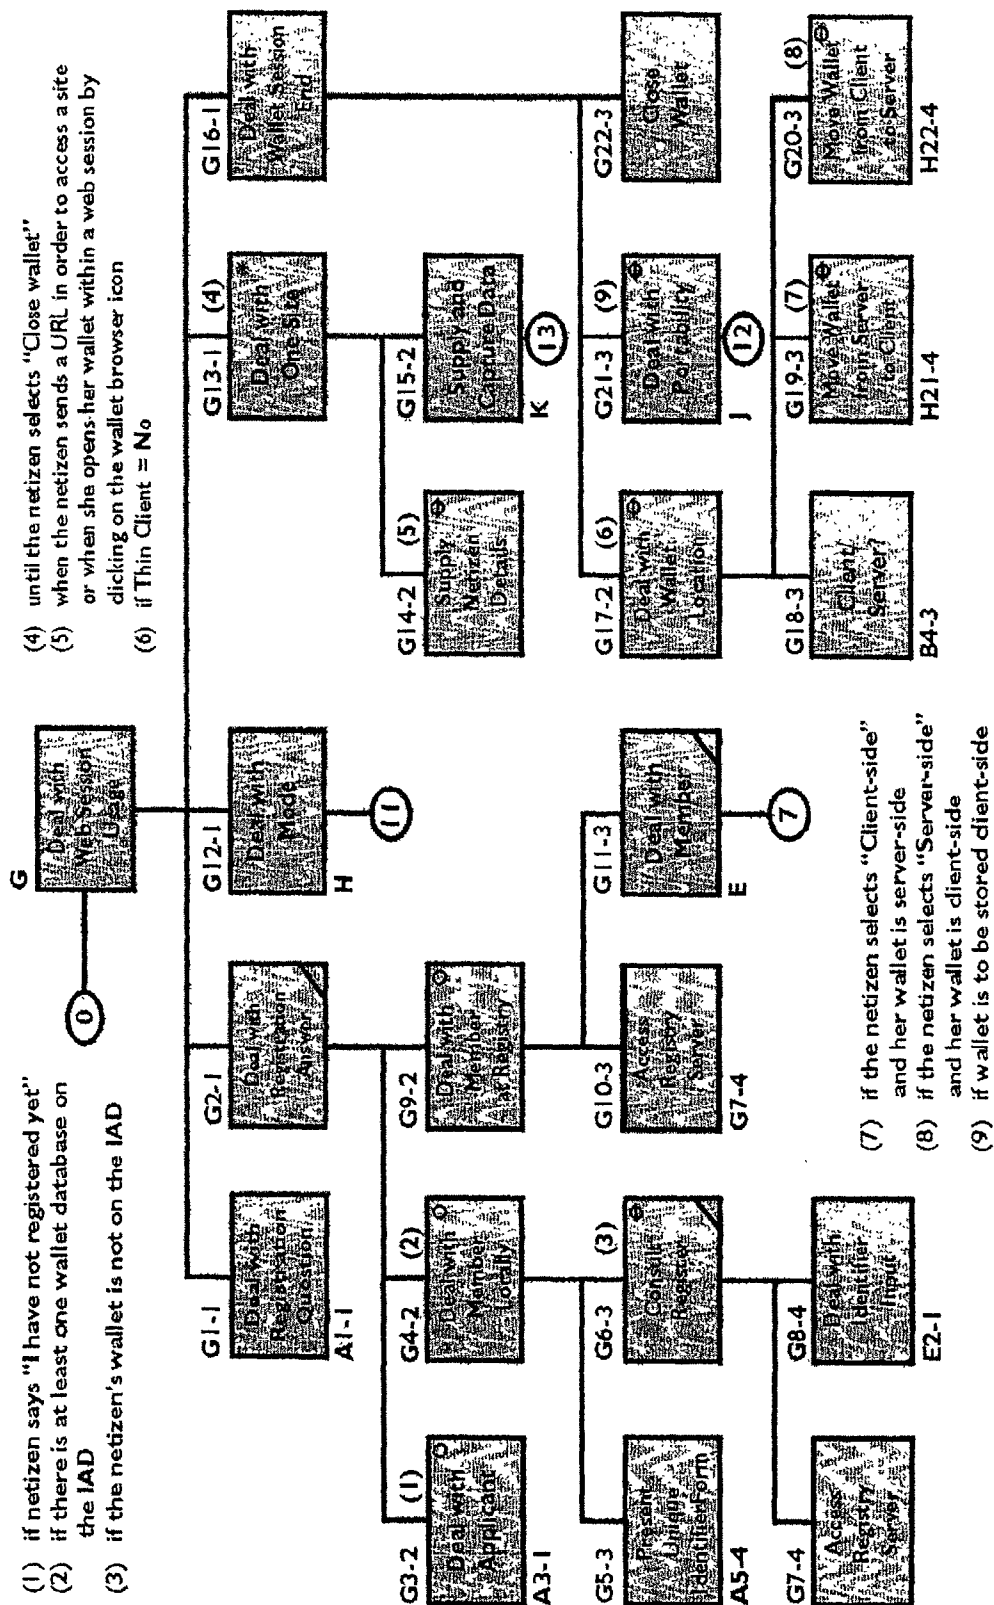 (1) if netizen says "I have not registered yet"
(2) if there is at least one wallet database on
the IAD
(3) if the netizen's wallet is not on the IAD
(4) until the netizen selects "Close wallet"
(5) when the netizen sends a URL in order to access a site
or when she opens her wallet within a web session by
clicking on the wallet browser icon
(6) if Thin Client = No
G
Deal with
Web Session
Usage
0
G1-1
Deal with
Registration
Question
A1-1
G2-1
Deal with
Registration
Answer
G12-1
Deal with
Mode
H
11
G13-1 (4)
Deal with *
One Site
G16-1
Deal with
Wallet Session
End
G3-2 (1)
Deal with
Applicant
A3-1
G4-2 (2)
Deal with
Member
Locally
G9-2
Deal with
Member
at Registry
G14-2 (5)
Supply
Netizen
Details
G15-2
Supply and
Capture Data
K
13
G5-3
Present
Unique
Identifier Form
A5-4
G6-3 (3)
Consult
Register
G10-3
Access
Registry
Server
G7-4
G11-3
Deal with
Member
E
7
G17-2 (6)
Deal with
Wallet
Location
G21-3 (9)
Deal with
Portability
J
12
G22-3
Close
Wallet
G7-4
Access
Registry
Server
G8-4
Deal with
Identifier
Input
E2-1
G18-3
Client/
Server?
B4-3
G19-3 (7)
Move Wallet
from Server
to Client
H21-4
G20-3 (8)
Move Wallet
from Client
to Server
H22-4
(7) if the netizen selects "Client-side"
and her wallet is server-side
(8) if the netizen selects "Server-side"
and her wallet is client-side
(9) if wallet is to be stored client-side